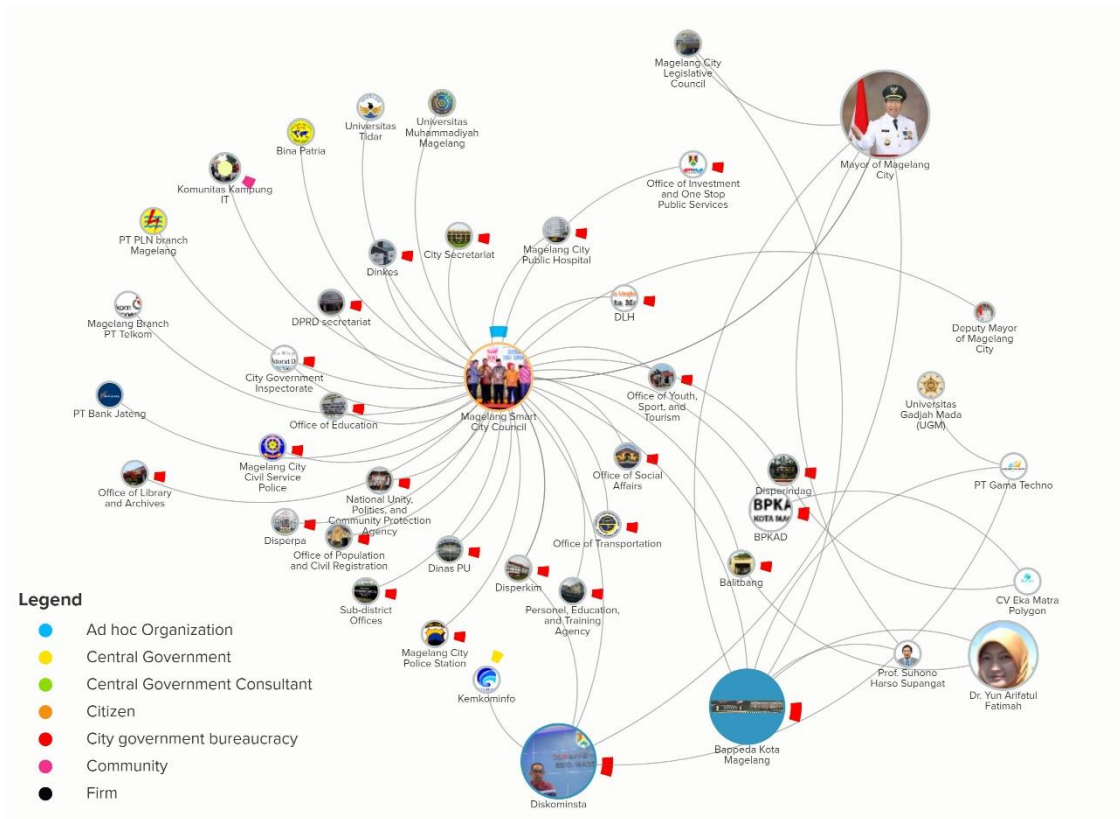 Magelang City
Legislative
Council
Mayor of Magelang
City
Universitas
Muhammadiyah
Magelang
Universitas
Tidar
Bina Patria
Komunitas Kampung
IT
Office of Investment
and One Stop
Public Services
PT PLN branch
Magelang
City Secretariat
Magelang City
Public Hospital
Dinkes
DPRD secretariat
DLH
Deputy Mayor
of Magelang
City
Magelang Branch
PT Telkom
City Government
Inspectorate
Magelang Smart
City Council
Office of Youth,
Sport, and
Tourism
Universitas
Gadjah Mada
(UGM)
PT Bank Jateng
Office of Education
Magelang City
Civil Service
Police
Office of Library
and Archives
National Unity,
Politics, and
Community Protection
Agency
Office of Social
Affairs
Disperindag
PT Gama Techno
BPKA
KOTA MA
BPKAD
Disperpa
Office of Population
and Civil Registration
Dinas PU
Office of Transportation
Disperkim
Balitbang
CV Eka Matra
Polygon
Sub-district
Offices
Personel, Education,
and Training
Agency
Magelang City
Police Station
Kemkominfo
Prof. Suhono
Harso Supangat
Dr. Yun Arifatul
Fatimah
Bappeda Kota
Magelang
Diskominsta
Legend
Ad hoc Organization
Central Government
Central Government Consultant
Citizen
City government bureaucracy
Community
Firm